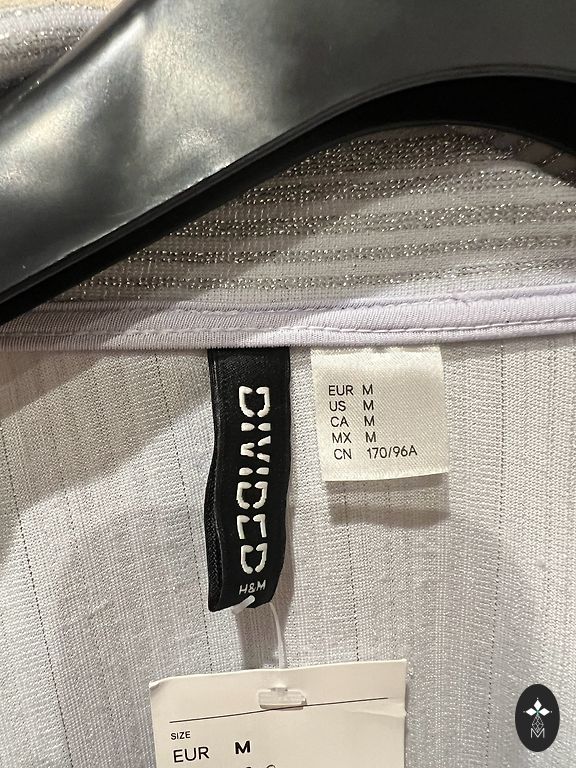 DIVIDED
H&M
EUR M
US M
CA M
MX M
CN 170/96A
SIZE
EUR M